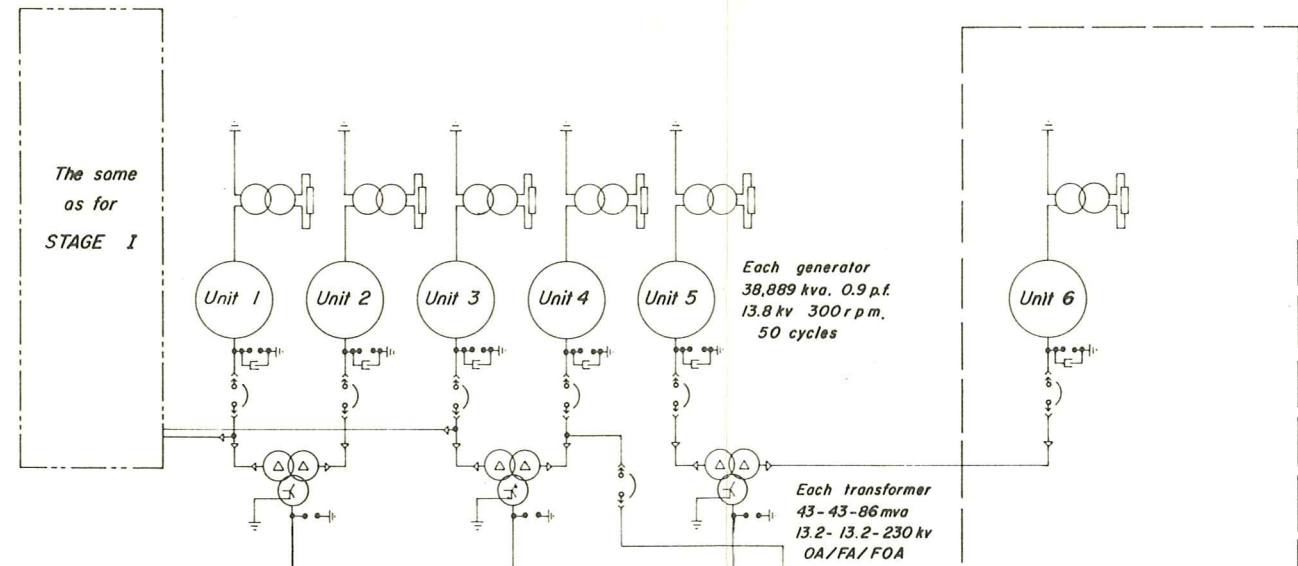 The same
as for
STAGE I
Unit 1
Unit 2
Unit 3
Unit 4
Unit 5
Each generator
38,889 kva, 0.9 p.f.
13.8 kv 300 rpm,
50 cycles
Unit 6
Each transformer
43-43-86 mva
13.2-13.2-230 kv
OA/FA/FOA